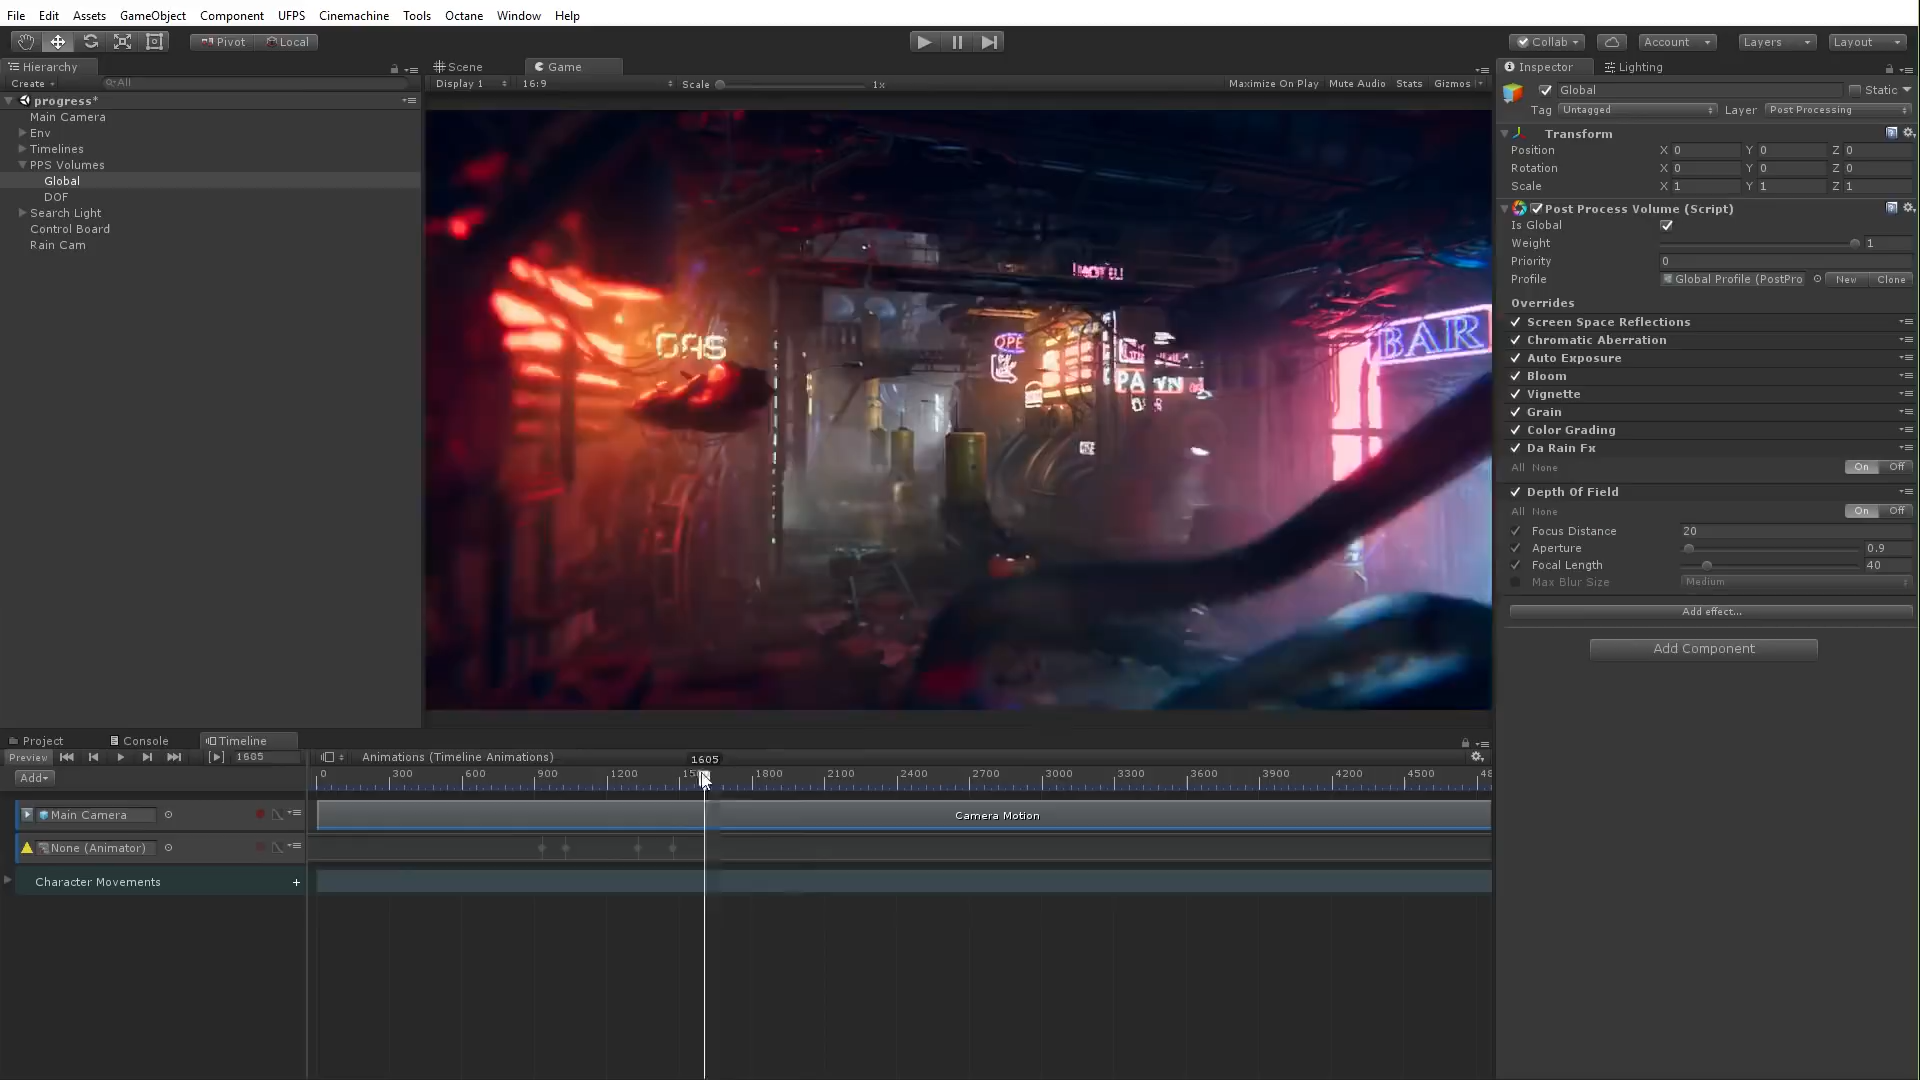 File Edit Assets GameObject Component UFPS Cinemachine Tools Octane Window Help
Pivot Local
Collab Account Layers Layout
Hierarchy
Create All
progress*
Main Camera
Env
Timelines
PPS Volumes
Global
DOF
Search Light
Control Board
Rain Cam
Scene Game
Display 1 16:9 Scale 1x Maximize On Play Mute Audio Stats Gizmos
OPE
PAWN
BAR
Inspector Lighting
Global Static
Tag Untagged Layer Post Processing
Transform
Position X 0 Y 0 Z 0
Rotation X 0 Y 0 Z 0
Scale X 1 Y 1 Z 1
Post Process Volume (Script)
Is Global
Weight 1
Priority 0
Profile Global Profile (PostPro New Clone
Overrides
Screen Space Reflections
Chromatic Aberration
Auto Exposure
Bloom
Vignette
Grain
Color Grading
Da Rain Fx
All None On Off
Depth Of Field
All None On Off
Focus Distance 20
Aperture 0.9
Focal Length 40
Max Blur Size Medium
Add effect...
Add Component
Project Console Timeline
Preview 1605 Animations (Timeline Animations) 1605
Add
0 300 600 900 1200 1800 2100 2400 2700 3000 3300 3600 3900 4200 4500
Main Camera Camera Motion
None (Animator)
Character Movements +